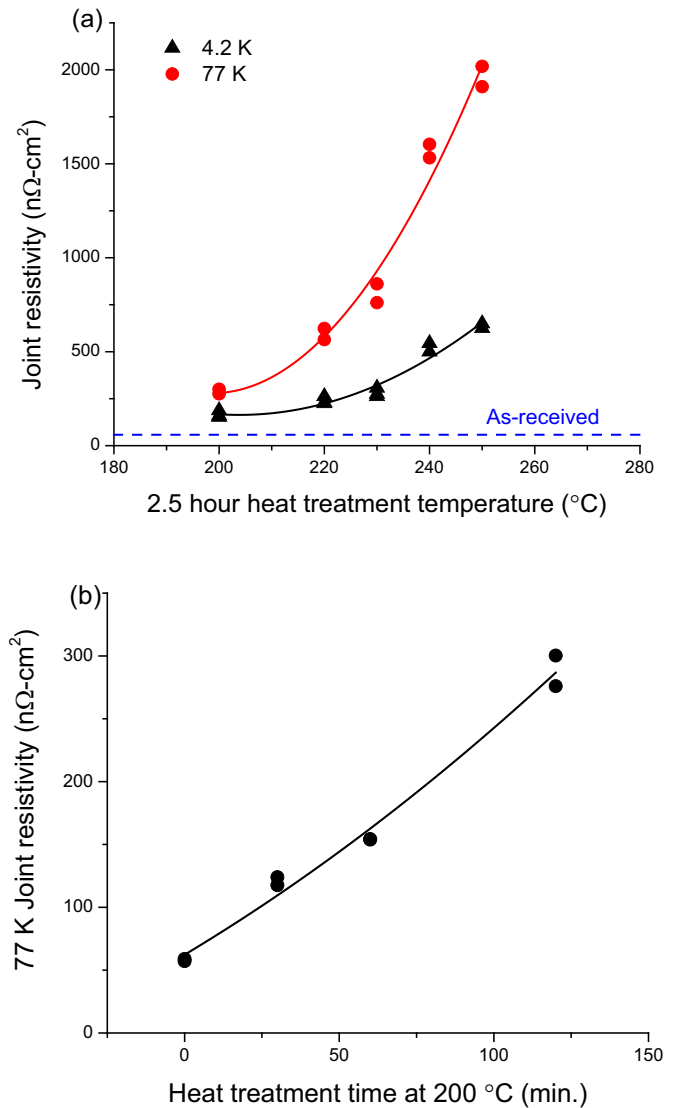 (a)
4.2 K
77 K
2000
1500
1000
500
0
Joint resistivity (nΩ-cm²)
As-received
180 200 220 240 260 280
2.5 hour heat treatment temperature (°C)
(b)
300
200
100
0
77 K Joint resistivity (nΩ-cm²)
0 50 100 150
Heat treatment time at 200 °C (min.)